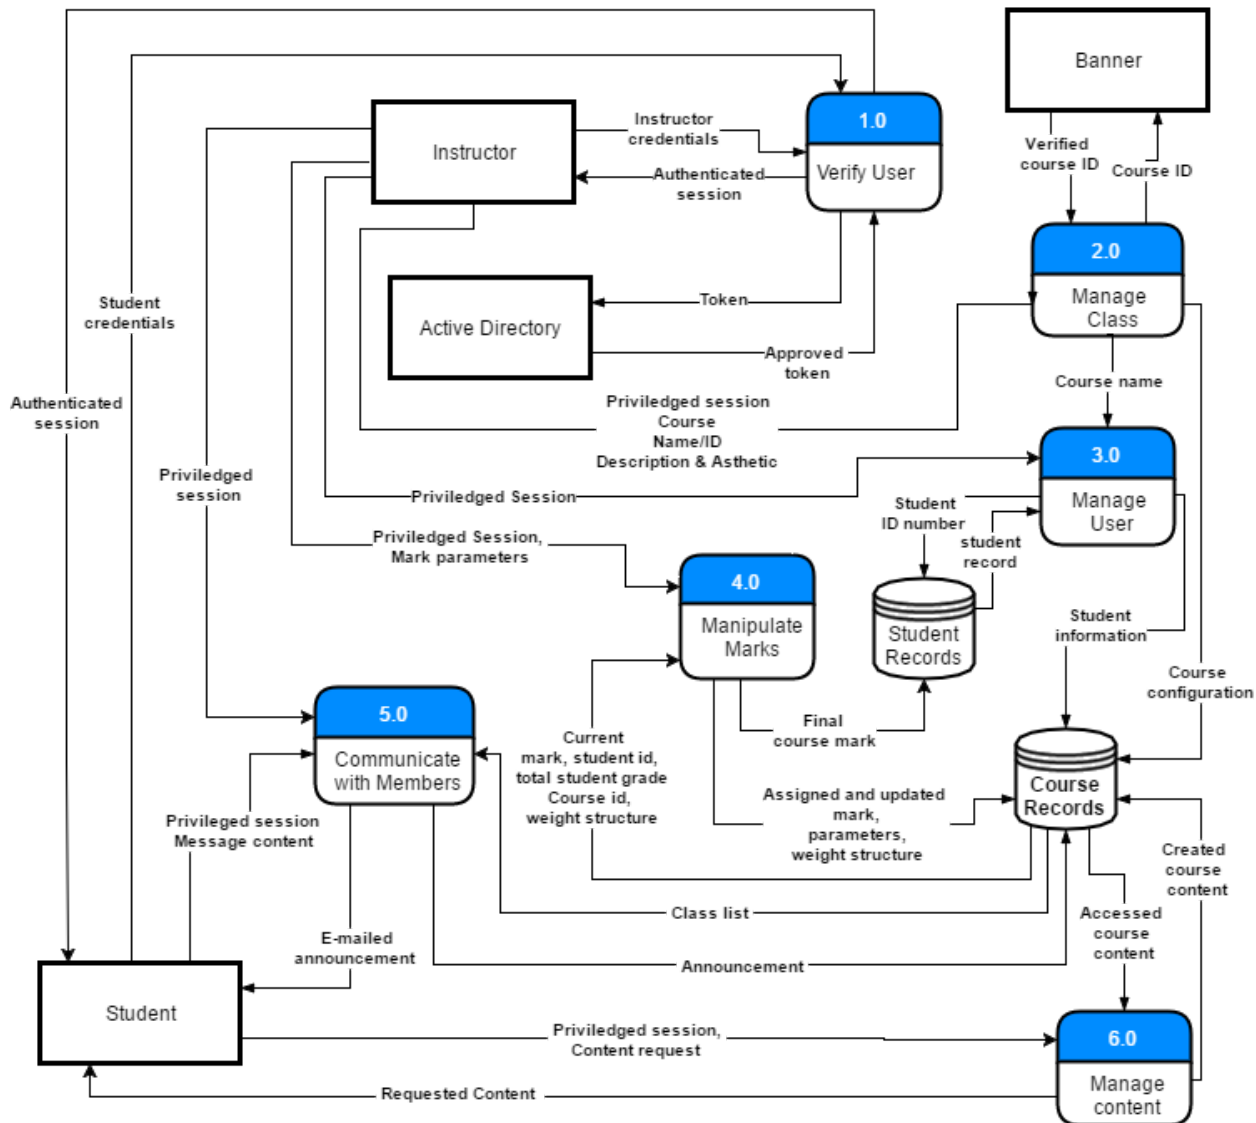 Banner
1.0
Verify User
Instructor
Instructor
credentials
Authenticated
session
Verified
course ID
Course ID
2.0
Manage
Class
Student
credentials
Token
Active Directory
Approved
token
Course name
Authenticated
session
Priviledged session
Course
Name/ID
Description & Asthetic
3.0
Manage
User
Priviledged
session
Priviledged Session
Student
ID number
student
record
Priviledged Session,
Mark parameters
4.0
Manipulate
Marks
Student
Records
Student
information
Course
configuration
5.0
Communicate
with Members
Final
course mark
Current
mark, student id,
total student grade
Course id,
weight structure
Course
Records
Assigned and updated
mark,
parameters,
weight structure
Privileged session
Message content
Created
course
content
Class list
Accessed
course
content
E-mailed
announcement
Announcement
Student
Priviledged session,
Content request
6.0
Manage
content
Requested Content